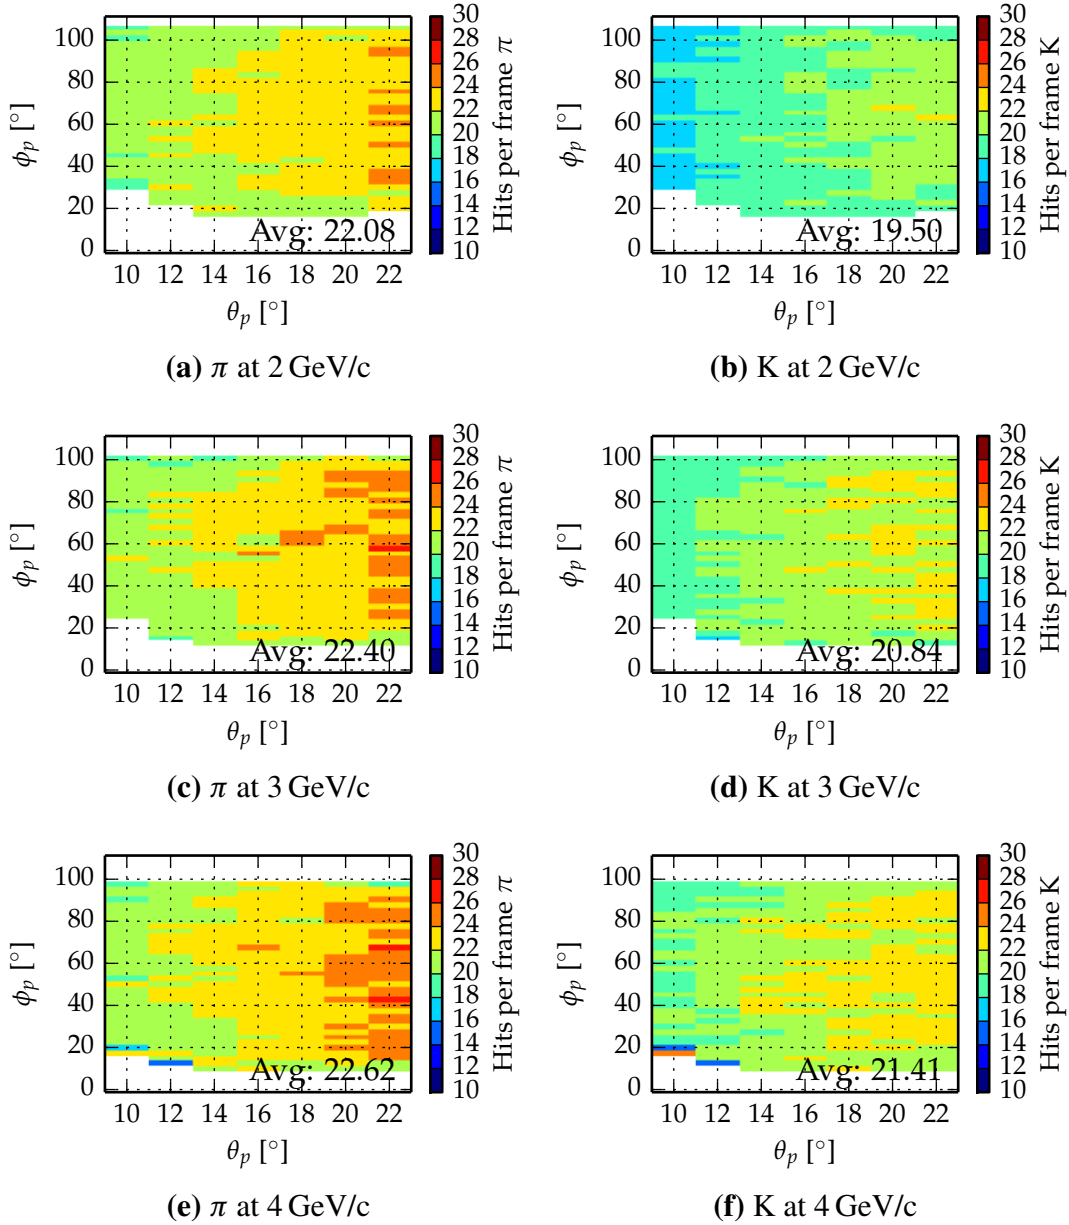 100
80
60
40
20
0
ϕp [°]
10 12 14 16 18 20 22
θp [°]
Avg: 22.08
30
28
26
24
22
20
18
16
14
12
10
Hits per frame π
(a) π at 2 GeV/c
100
80
60
40
20
0
ϕp [°]
10 12 14 16 18 20 22
θp [°]
Avg: 19.50
30
28
26
24
22
20
18
16
14
12
10
Hits per frame K
(b) K at 2 GeV/c
100
80
60
40
20
0
ϕp [°]
10 12 14 16 18 20 22
θp [°]
Avg: 22.40
30
28
26
24
22
20
18
16
14
12
10
Hits per frame π
(c) π at 3 GeV/c
100
80
60
40
20
0
ϕp [°]
10 12 14 16 18 20 22
θp [°]
Avg: 20.84
30
28
26
24
22
20
18
16
14
12
10
Hits per frame K
(d) K at 3 GeV/c
100
80
60
40
20
0
ϕp [°]
10 12 14 16 18 20 22
θp [°]
Avg: 22.62
30
28
26
24
22
20
18
16
14
12
10
Hits per frame π
(e) π at 4 GeV/c
100
80
60
40
20
0
ϕp [°]
10 12 14 16 18 20 22
θp [°]
Avg: 21.41
30
28
26
24
22
20
18
16
14
12
10
Hits per frame K
(f) K at 4 GeV/c